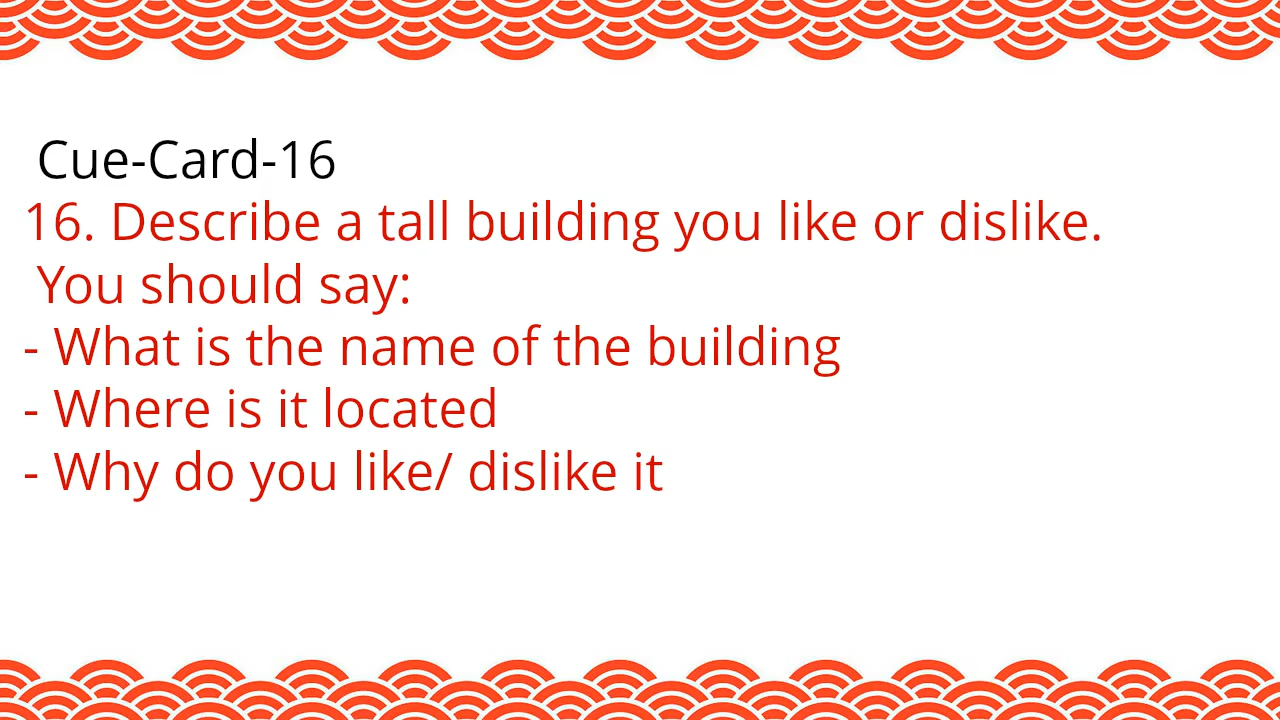 Cue-Card-16
16. Describe a tall building you like or dislike.
You should say:
- What is the name of the building
- Where is it located
- Why do you like/ dislike it